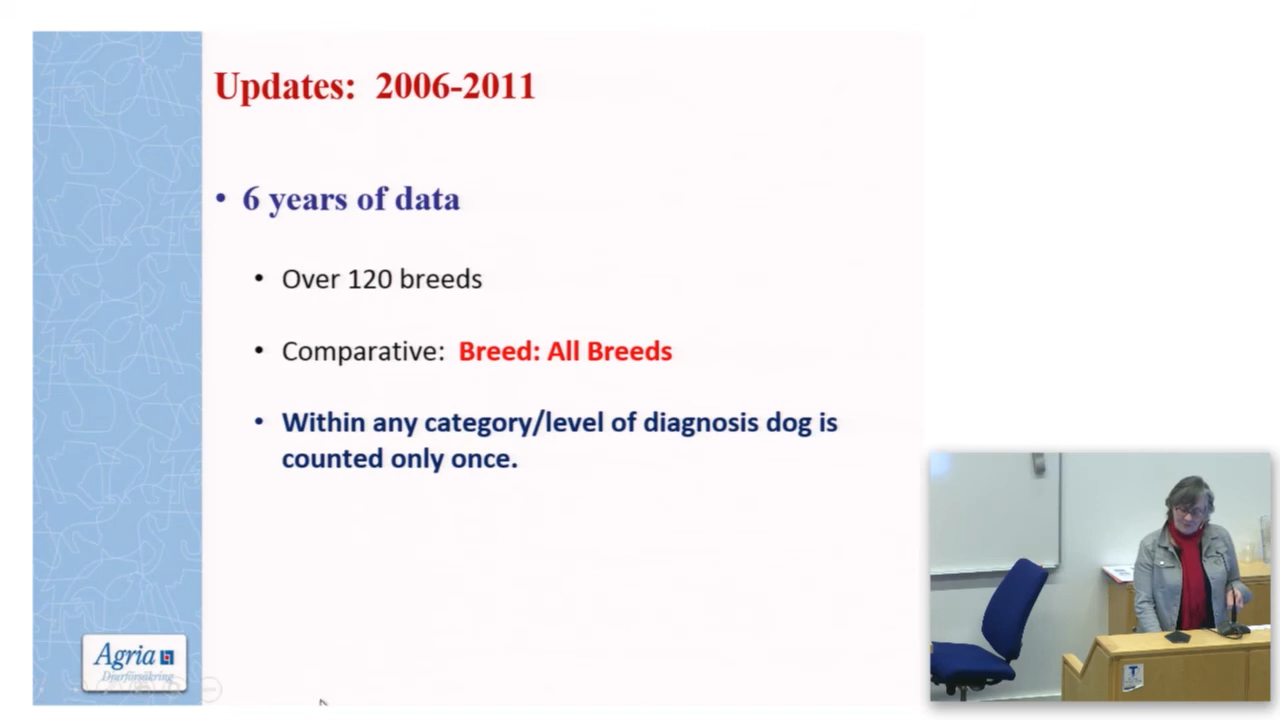 Updates: 2006-2011
• 6 years of data
• Over 120 breeds
• Comparative: Breed: All Breeds
• Within any category/level of diagnosis dog is
counted only once.
Agria
Djurförsäkring